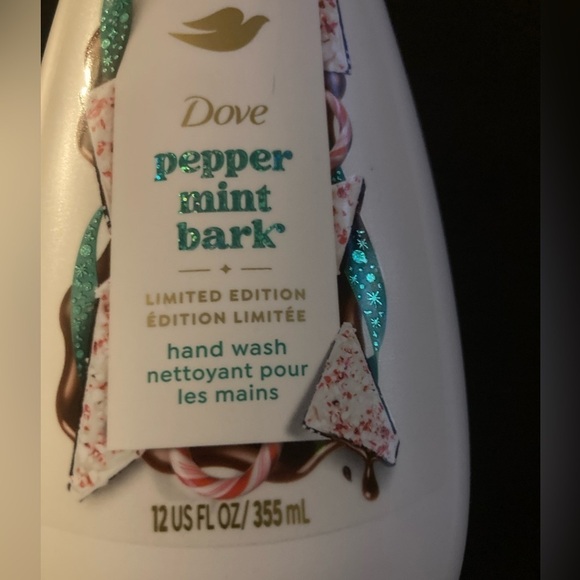 Dove
pepper
mint
bark
LIMITED EDITION
ÉDITION LIMITÉE
hand wash
nettoyant pour
les mains
12 US FL OZ/ 355 mL